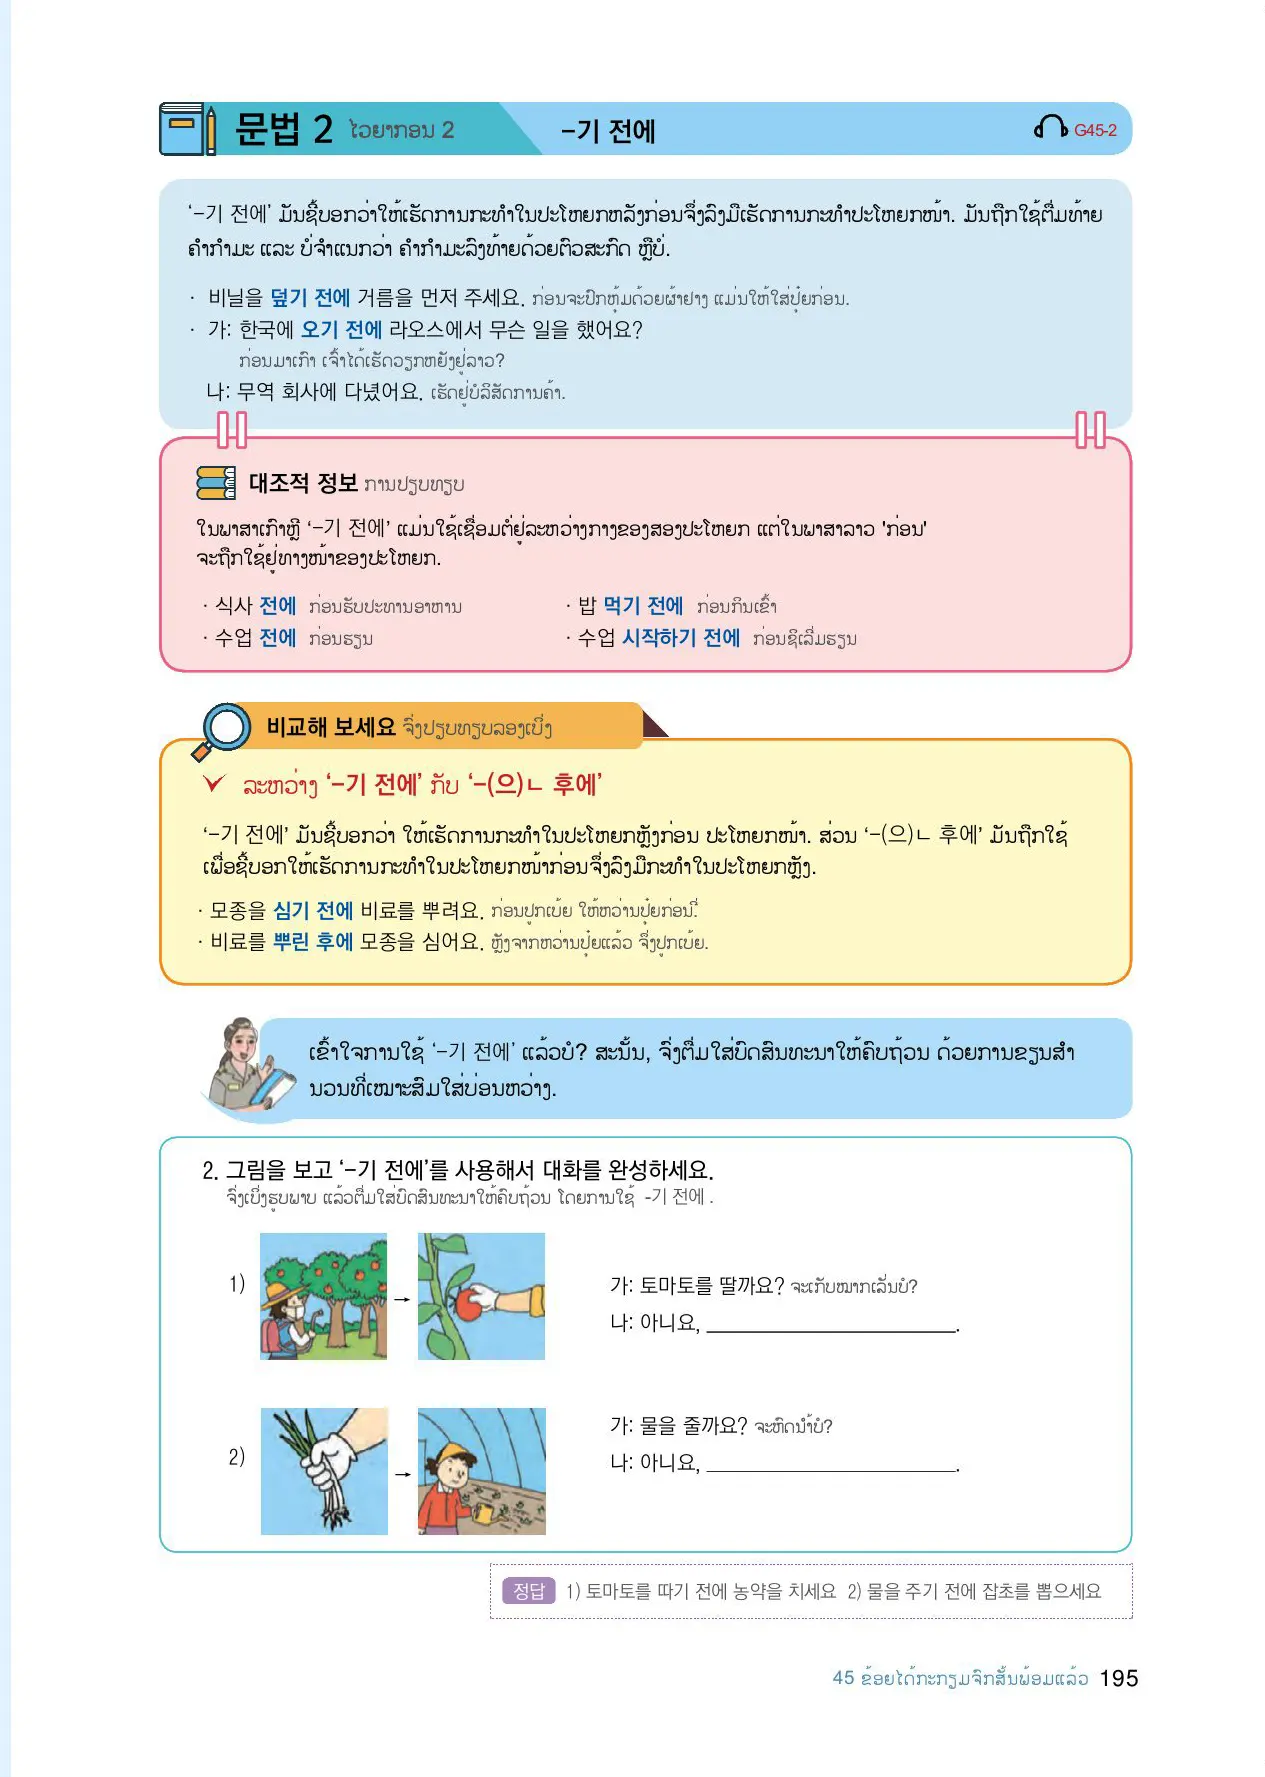 문법 2 ໄວຍາກອນ 2 -기 전에 G45-2
‘-기 전에’ ມັນຊີ້ບອກວ່າໃຫ້ເຮັດການກະທຳໃນປະໂຫຍກຫລັງກ່ອນຈຶ່ງລົງມືເຮັດການກະທຳປະໂຫຍກໜ້າ. ມັນຖືກໃຊ້ຕື່ມທ້າຍ
ຄຳກຳມະ ແລະ ບໍ່ຈຳແນກວ່າ ຄຳກຳມະລົງທ້າຍດ້ວຍຕົວສະກົດ ຫຼືບໍ່.
· 비닐을 덮기 전에 거름을 먼저 주세요. ກ່ອນຈະປົກຫຸ້ມດ້ວຍຜ້າຢາງ ແມ່ນໃຫ້ໃສ່ປຸ໋ຍກ່ອນ.
· 가: 한국에 오기 전에 라오스에서 무슨 일을 했어요?
ກ່ອນມາເກົາ ເຈົ້າໄດ້ເຮັດວຽກຫຍັງຢູ່ລາວ?
나: 무역 회사에 다녔어요. ເຮັດຢູ່ບໍລິສັດການຄ້າ.
대조적 정보 ການປຽບທຽບ
ໃນພາສາເກົາຫຼີ ‘-기 전에’ ແມ່ນໃຊ້ເຊື່ອມຕໍ່ຢູ່ລະຫວ່າງກາງຂອງສອງປະໂຫຍກ ແຕ່ໃນພາສາລາວ 'ກ່ອນ'
ຈະຖືກໃຊ້ຢູ່ທາງໜ້າຂອງປະໂຫຍກ.
· 식사 전에 ກ່ອນຮັບປະທານອາຫານ · 밥 먹기 전에 ກ່ອນກິນເຂົ້າ
· 수업 전에 ກ່ອນຮຽນ · 수업 시작하기 전에 ກ່ອນຊິເລີ່ມຮຽນ
비교해 보세요 ຈົ່ງປຽບທຽບລອງເບິ່ງ
ລະຫວ່າງ ‘-기 전에’ ກັບ ‘-(으)ㄴ 후에’
‘-기 전에’ ມັນຊີ້ບອກວ່າ ໃຫ້ເຮັດການກະທຳໃນປະໂຫຍກຫຼັງກ່ອນ ປະໂຫຍກໜ້າ. ສ່ວນ ‘-(으)ㄴ 후에’ ມັນຖືກໃຊ້
ເພື່ອຊີ້ບອກໃຫ້ເຮັດການກະທຳໃນປະໂຫຍກໜ້າກ່ອນຈຶ່ງລົງມືກະທຳໃນປະໂຫຍກຫຼັງ.
· 모종을 심기 전에 비료를 뿌려요. ກ່ອນປູກເບ້ຍ ໃຫ້ຫວ່ານປຸ໋ຍກ່ອນ.
· 비료를 뿌린 후에 모종을 심어요. ຫຼັງຈາກຫວ່ານປຸ໋ຍແລ້ວ ຈຶ່ງປູກເບ້ຍ.
ເຂົ້າໃຈການໃຊ້ ‘-기 전에’ ແລ້ວບໍ? ສະນັ້ນ, ຈົ່ງຕື່ມໃສ່ບົດສົນທະນາໃຫ້ຄົບຖ້ວນ ດ້ວຍການຂຽນສຳ
ນວນທີ່ເໝາະສົມໃສ່ບ່ອນຫວ່າງ.
2. 그림을 보고 ‘-기 전에’를 사용해서 대화를 완성하세요.
ຈົ່ງເບິ່ງຮູບພາບ ແລ້ວຕື່ມໃສ່ບົດສົນທະນາໃຫ້ຄົບຖ້ວນ ໂດຍການໃຊ້ -기 전에 .
1) 가: 토마토를 딸까요? ຈະເກັບໝາກເລັ່ນບໍ?
나: 아니요, ______________________.
2) 가: 물을 줄까요? ຈະຫົດນ້ຳບໍ?
나: 아니요, ______________________.
정답 1) 토마토를 따기 전에 농약을 치세요 2) 물을 주기 전에 잡초를 뽑으세요
45 ຂ້ອຍໄດ້ກະກຽມຈົກສັ້ນພ້ອມແລ້ວ 195